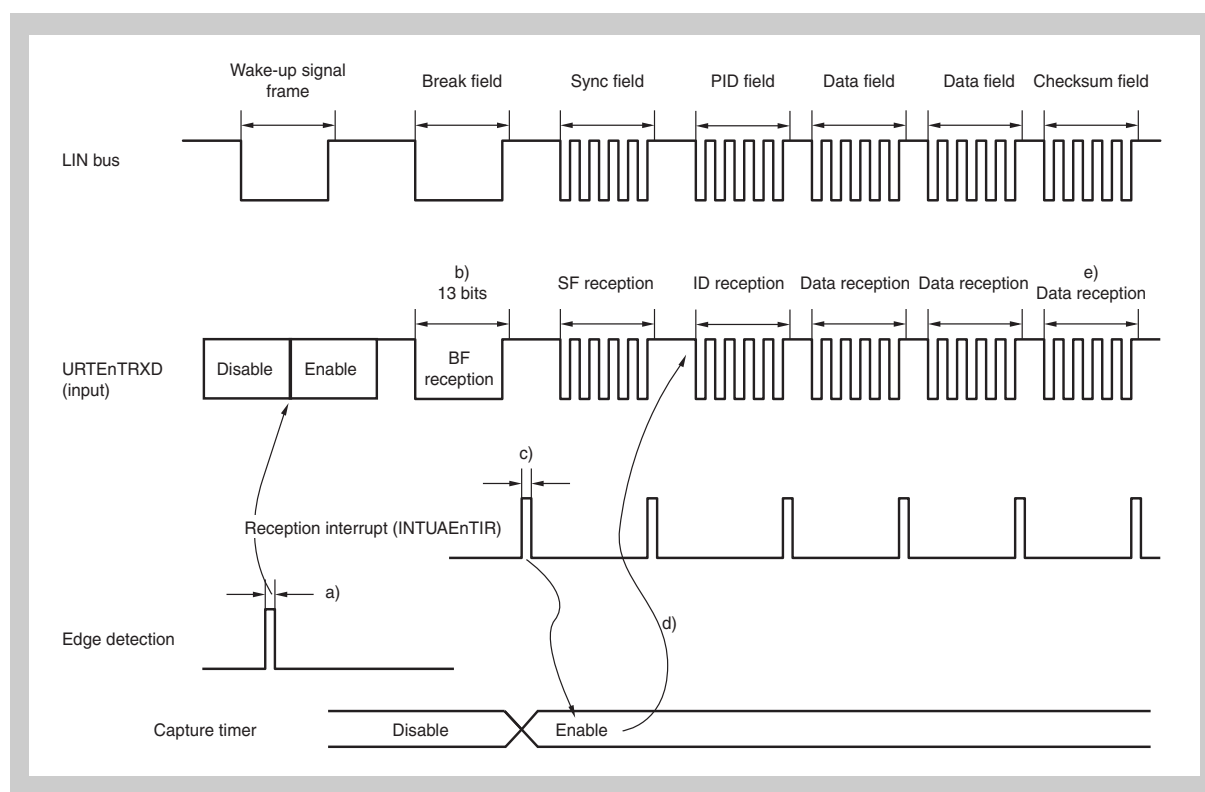 Wake-up signal
frame
Break field
Sync field
PID field
Data field
Data field
Checksum field
LIN bus
b)
13 bits
SF reception
ID reception
Data reception
Data reception
e)
Data reception
URTEnTRXD
(input)
Disable
Enable
BF
reception
c)
Reception interrupt (INTUAEnTIR)
a)
Edge detection
d)
Capture timer
Disable
Enable